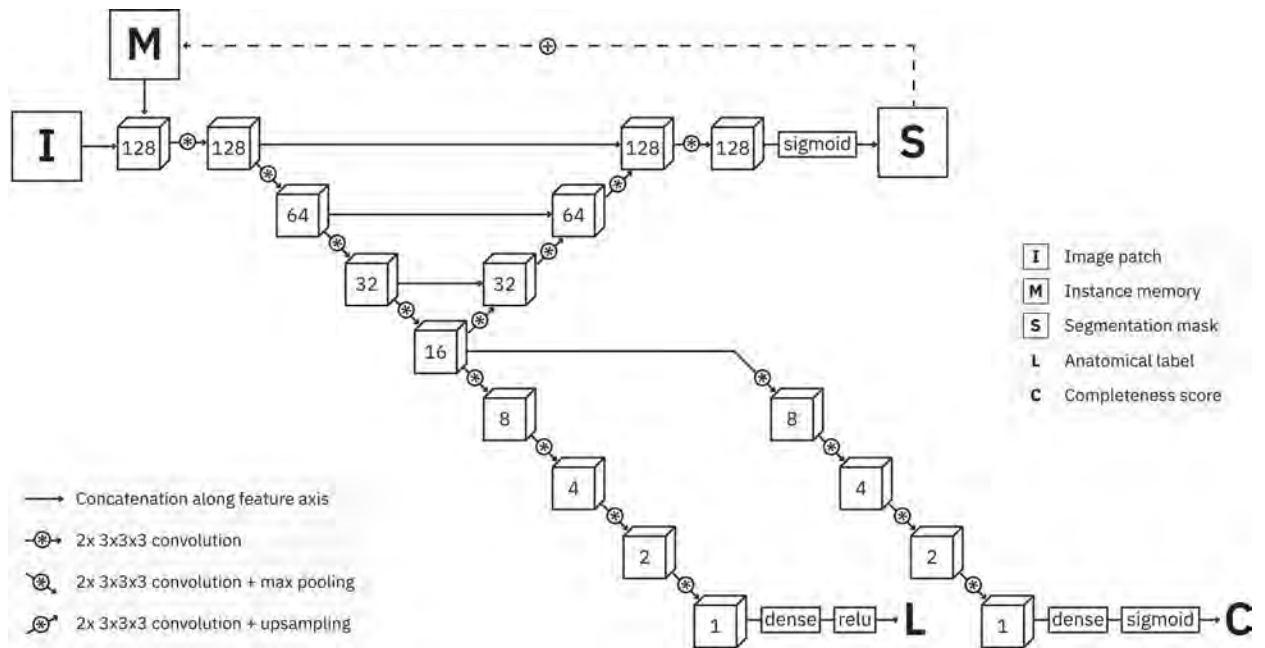 M
I
128
128
128
128
sigmoid
S
64
64
32
32
16
8
8
4
4
2
2
1
dense
relu
L
1
dense
sigmoid
C
I Image patch
M Instance memory
S Segmentation mask
L Anatomical label
C Completeness score
Concatenation along feature axis
2x 3x3x3 convolution
2x 3x3x3 convolution + max pooling
2x 3x3x3 convolution + upsampling